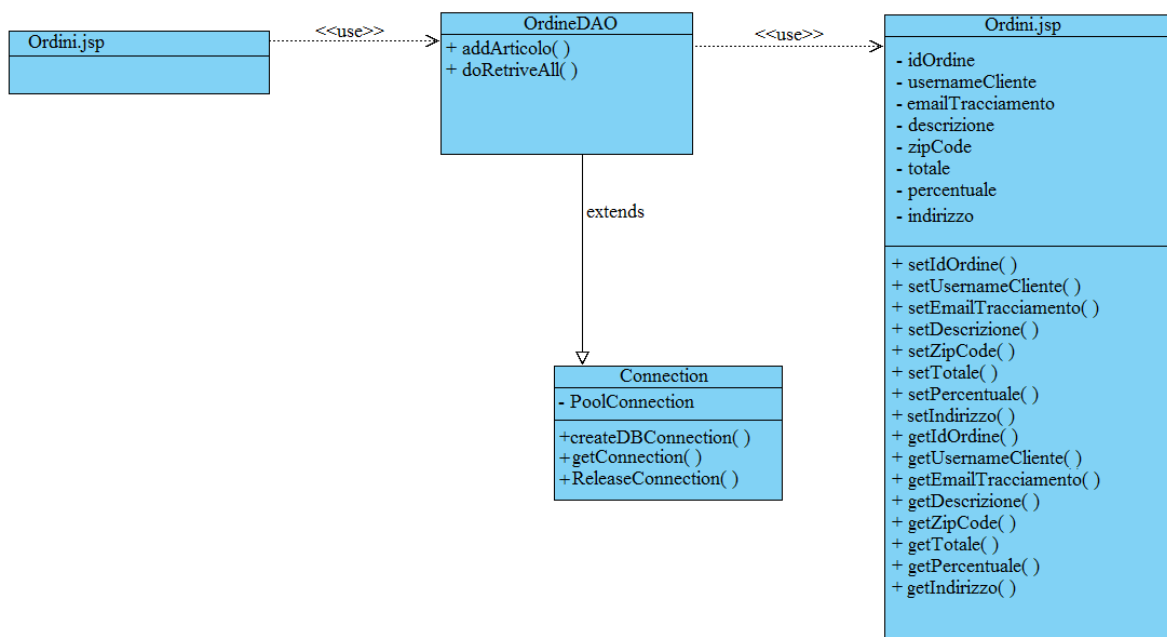 Ordini.jsp
<<use>>
OrdineDAO
+ addArticolo( )
+ doRetriveAll( )
<<use>>
Ordini.jsp
- idOrdine
- usernameCliente
- emailTracciamento
- descrizione
- zipCode
- totale
- percentuale
- indirizzo
+ setIdOrdine( )
+ setUsernameCliente( )
+ setEmailTracciamento( )
+ setDescrizione( )
+ setZipCode( )
+ setTotale( )
+ setPercentuale( )
+ setIndirizzo( )
+ getIdOrdine( )
+ getUsernameCliente( )
+ getEmailTracciamento( )
+ getDescrizione( )
+ getZipCode( )
+ getTotale( )
+ getPercentuale( )
+ getIndirizzo( )
extends
Connection
- PoolConnection
+createDBConnection( )
+getConnection( )
+ReleaseConnection( )